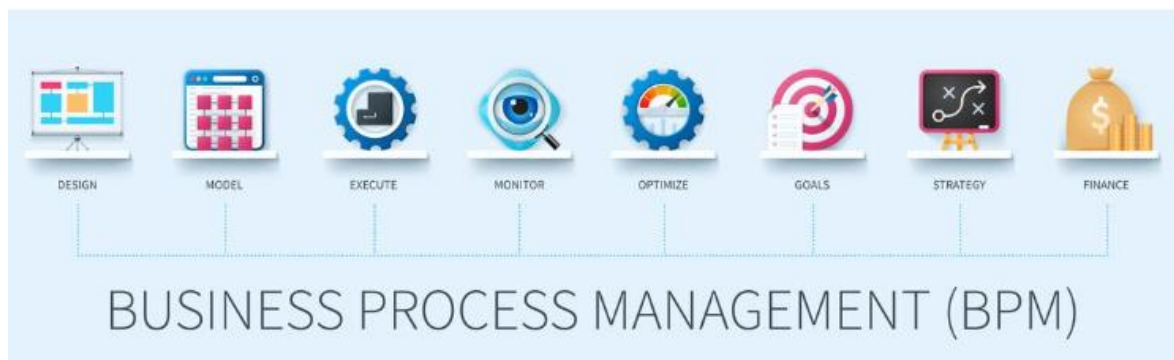 DESIGN MODEL EXECUTE MONITOR OPTIMIZE GOALS STRATEGY FINANCE
BUSINESS PROCESS MANAGEMENT (BPM)